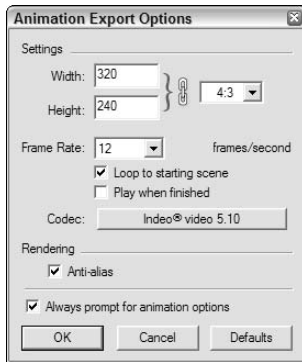 Animation Export Options
Settings
Width: 320
4:3
Height: 240
Frame Rate: 12 frames/second
Loop to starting scene
Play when finished
Codec: Indeo® video 5.10
Rendering
Anti-alias
Always prompt for animation options
OK Cancel Defaults